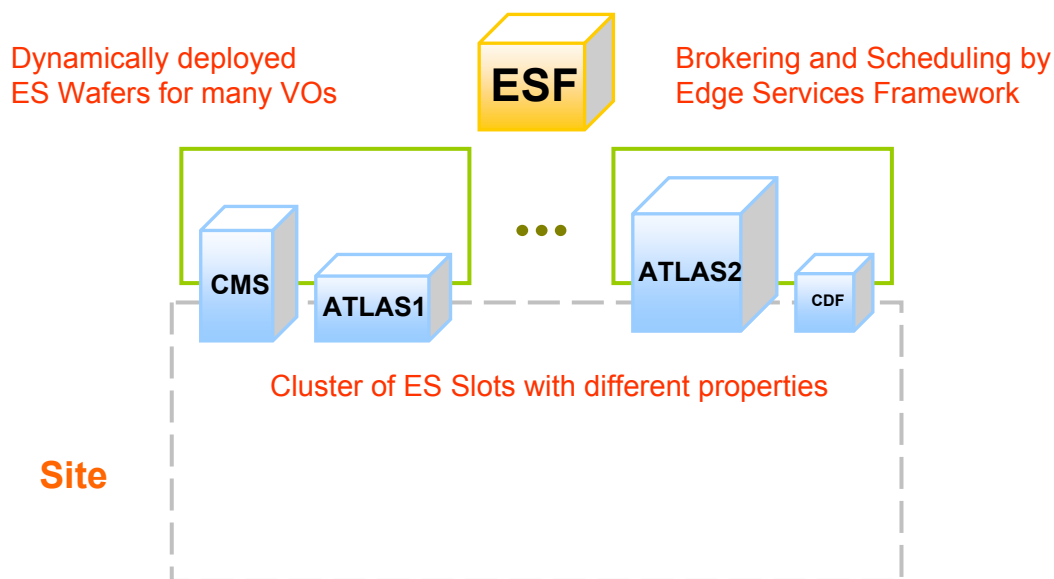 Dynamically deployed
ES Wafers for many VOs
ESF
Brokering and Scheduling by
Edge Services Framework
CMS
ATLAS1
ATLAS2
CDF
Cluster of ES Slots with different properties
Site